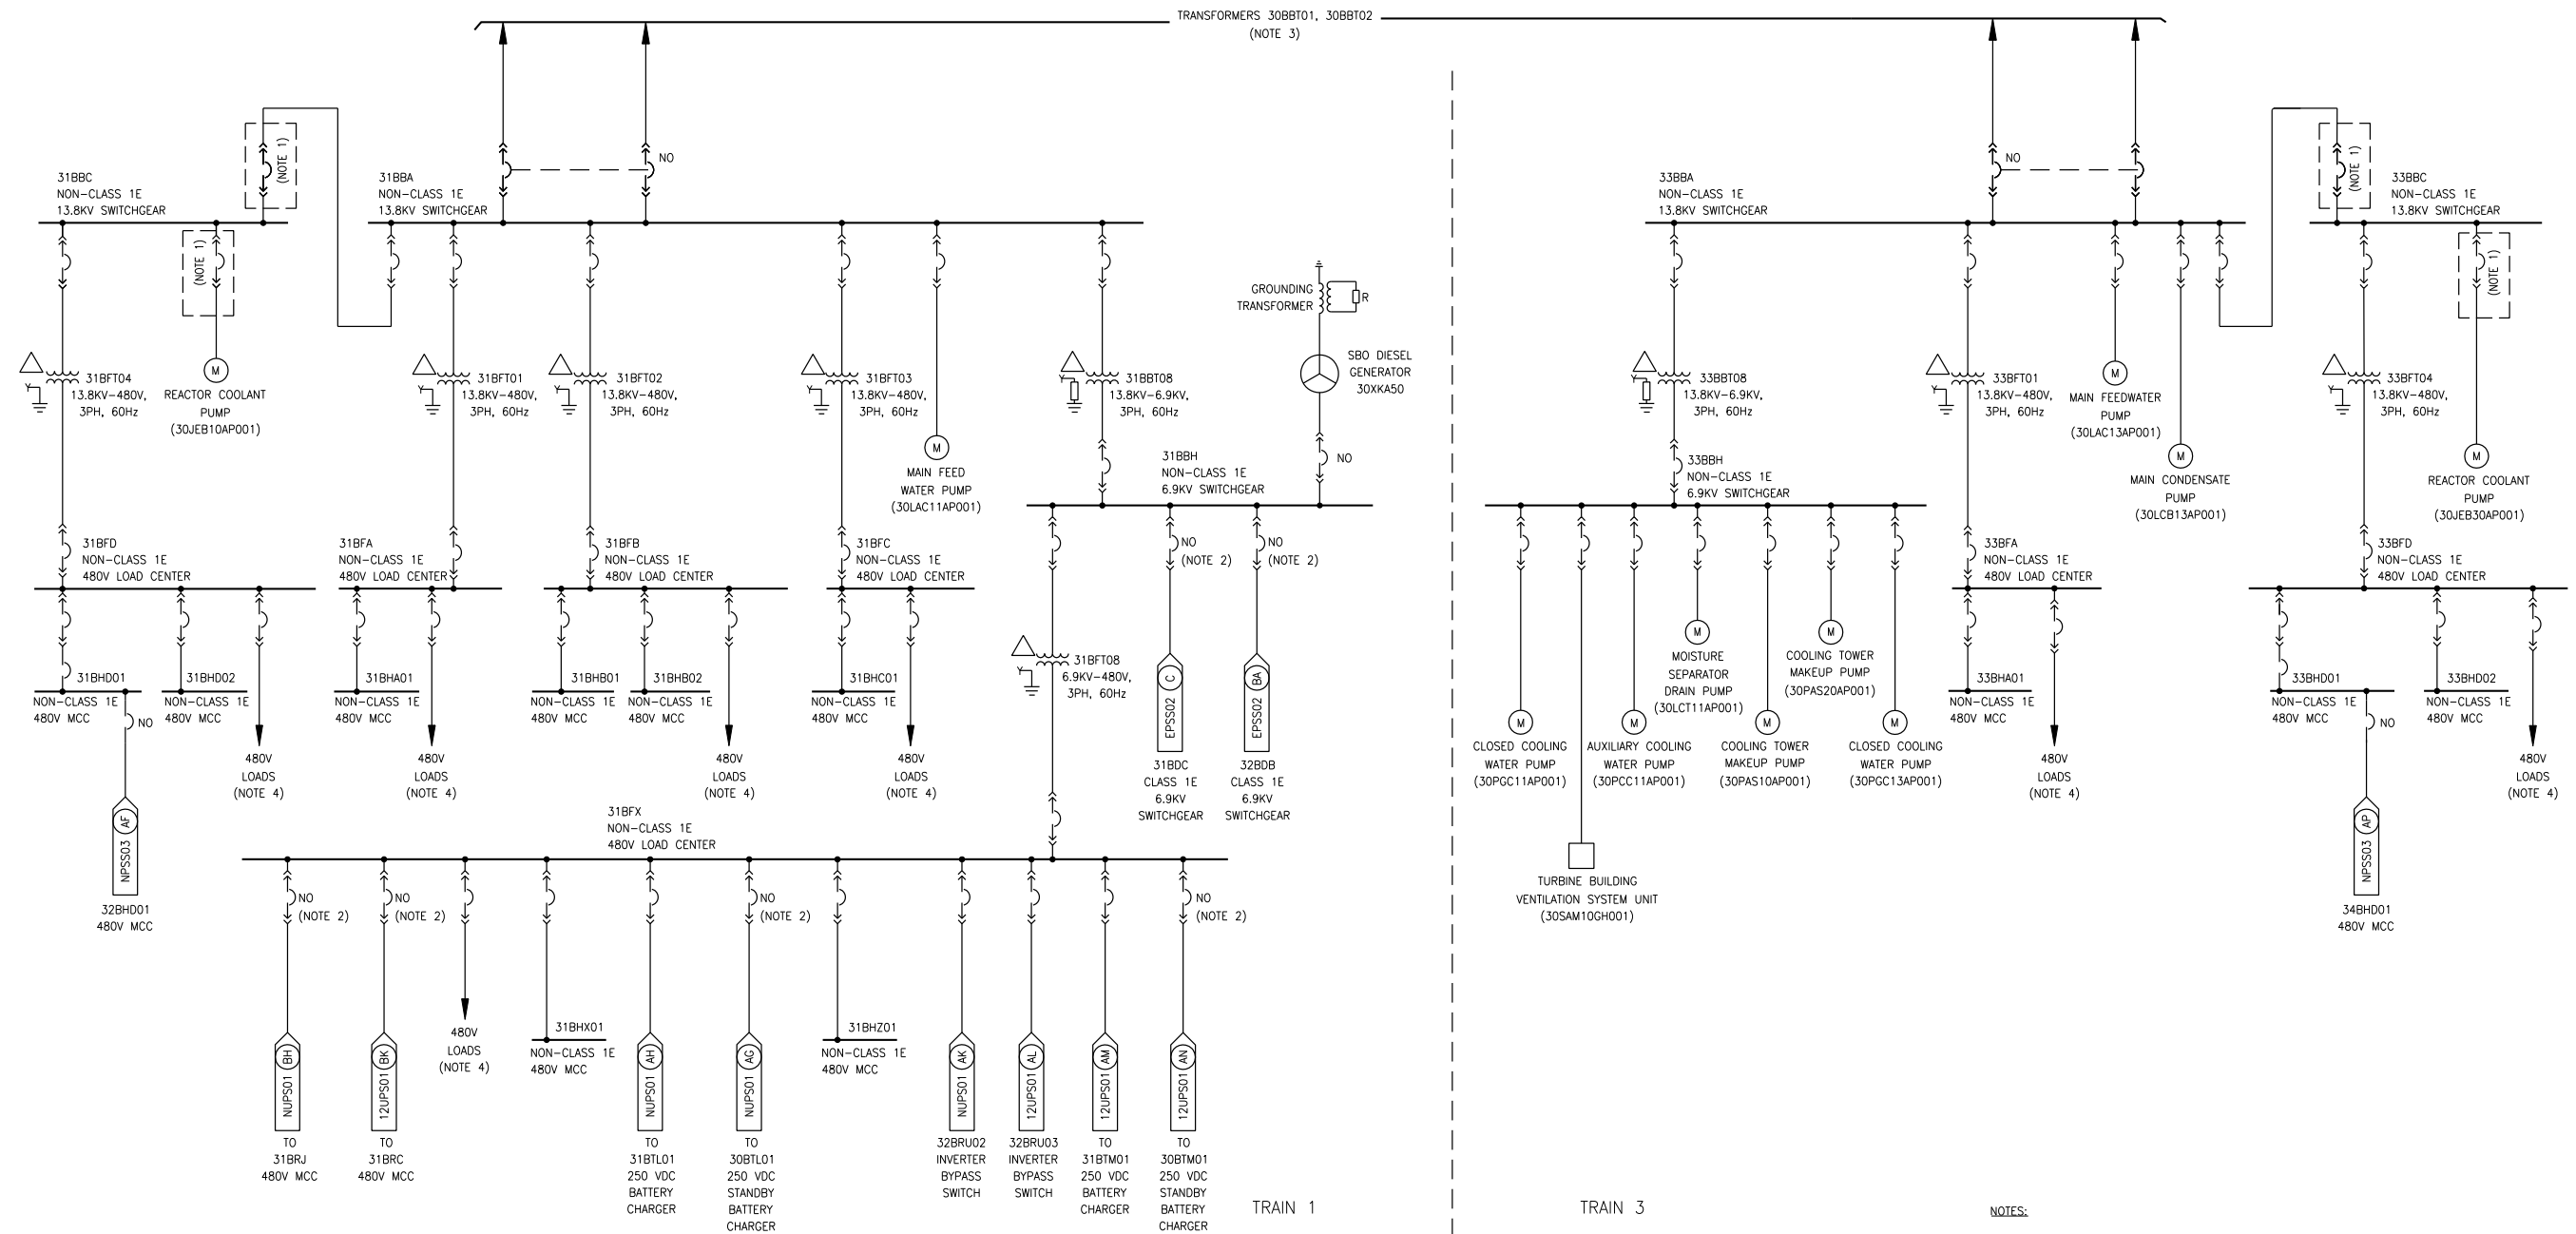 TRANSFORMERS 30BBT01, 30BBT02
(NOTE 3)
(NOTE 1)
NO
31BBC
NON-CLASS 1E
13.8KV SWITCHGEAR
31BBA
NON-CLASS 1E
13.8KV SWITCHGEAR
(NOTE 1)
M
REACTOR COOLANT
PUMP
(30JEB10AP001)
31BFT04
13.8KV-480V,
3PH, 60Hz
Y
31BFT01
13.8KV-480V,
3PH, 60Hz
Y
31BFT02
13.8KV-480V,
3PH, 60Hz
Y
31BFT03
13.8KV-480V,
3PH, 60Hz
Y
M
MAIN FEED
WATER PUMP
(30LAC11AP001)
31BBT08
13.8KV-6.9KV,
3PH, 60Hz
Y
GROUNDING
TRANSFORMER
R
SBO DIESEL
GENERATOR
30XKA50
NO
31BBH
NON-CLASS 1E
6.9KV SWITCHGEAR
31BFD
NON-CLASS 1E
480V LOAD CENTER
31BFA
NON-CLASS 1E
480V LOAD CENTER
31BFB
NON-CLASS 1E
480V LOAD CENTER
31BFC
NON-CLASS 1E
480V LOAD CENTER
NO
(NOTE 2)
NO
(NOTE 2)
31BHD01
NON-CLASS 1E
480V MCC
NO
31BHD02
NON-CLASS 1E
480V MCC
480V
LOADS
(NOTE 4)
31BHA01
NON-CLASS 1E
480V MCC
480V
LOADS
(NOTE 4)
31BHB01
NON-CLASS 1E
480V MCC
31BHB02
NON-CLASS 1E
480V MCC
480V
LOADS
(NOTE 4)
31BHC01
NON-CLASS 1E
480V MCC
480V
LOADS
(NOTE 4)
31BFT08
6.9KV-480V,
3PH, 60Hz
Y
EPSS02 C
31BDC
CLASS 1E
6.9KV
SWITCHGEAR
EPSS02 BA
32BDB
CLASS 1E
6.9KV
SWITCHGEAR
NPSS03 AF
32BHD01
480V MCC
31BFX
NON-CLASS 1E
480V LOAD CENTER
NO
(NOTE 2)
NO
(NOTE 2)
NO
(NOTE 2)
NO
(NOTE 2)
NUPS01 BH
TO
31BRJ
480V MCC
12UPS01 BK
TO
31BRC
480V MCC
480V
LOADS
(NOTE 4)
31BHX01
NON-CLASS 1E
480V MCC
NUPS01 AH
TO
31BTL01
250 VDC
BATTERY
CHARGER
NUPS01 AG
TO
30BTL01
250 VDC
STANDBY
BATTERY
CHARGER
31BHZ01
NON-CLASS 1E
480V MCC
NUPS01 AK
32BRU02
INVERTER
BYPASS
SWITCH
12UPS01 AL
32BRU03
INVERTER
BYPASS
SWITCH
12UPS01 AM
TO
31BTM01
250 VDC
BATTERY
CHARGER
12UPS01 AN
TO
30BTM01
250 VDC
STANDBY
BATTERY
CHARGER
TRAIN 1
NO
33BBA
NON-CLASS 1E
13.8KV SWITCHGEAR
(NOTE 1)
33BBC
NON-CLASS 1E
13.8KV SWITCHGEAR
(NOTE 1)
33BBT08
13.8KV-6.9KV,
3PH, 60Hz
Y
33BFT01
13.8KV-480V,
3PH, 60Hz
Y
M
MAIN FEEDWATER
PUMP
(30LAC13AP001)
M
MAIN CONDENSATE
PUMP
(30LCB13AP001)
33BFT04
13.8KV-480V,
3PH, 60Hz
Y
M
REACTOR COOLANT
PUMP
(30JEB30AP001)
33BBH
NON-CLASS 1E
6.9KV SWITCHGEAR
33BFA
NON-CLASS 1E
480V LOAD CENTER
33BFD
NON-CLASS 1E
480V LOAD CENTER
M
CLOSED COOLING
WATER PUMP
(30PGC11AP001)
TURBINE BUILDING
VENTILATION SYSTEM UNIT
(30SAM10GH001)
M
AUXILIARY COOLING
WATER PUMP
(30PCC11AP001)
M
MOISTURE
SEPARATOR
DRAIN PUMP
(30LCT11AP001)
M
COOLING TOWER
MAKEUP PUMP
(30PAS10AP001)
M
COOLING TOWER
MAKEUP PUMP
(30PAS20AP001)
M
CLOSED COOLING
WATER PUMP
(30PGC13AP001)
33BHA01
NON-CLASS 1E
480V MCC
480V
LOADS
(NOTE 4)
33BHD01
NON-CLASS 1E
480V MCC
NO
33BHD02
NON-CLASS 1E
480V MCC
480V
LOADS
(NOTE 4)
NPSS03 AP
34BHD01
480V MCC
TRAIN 3
NOTES: